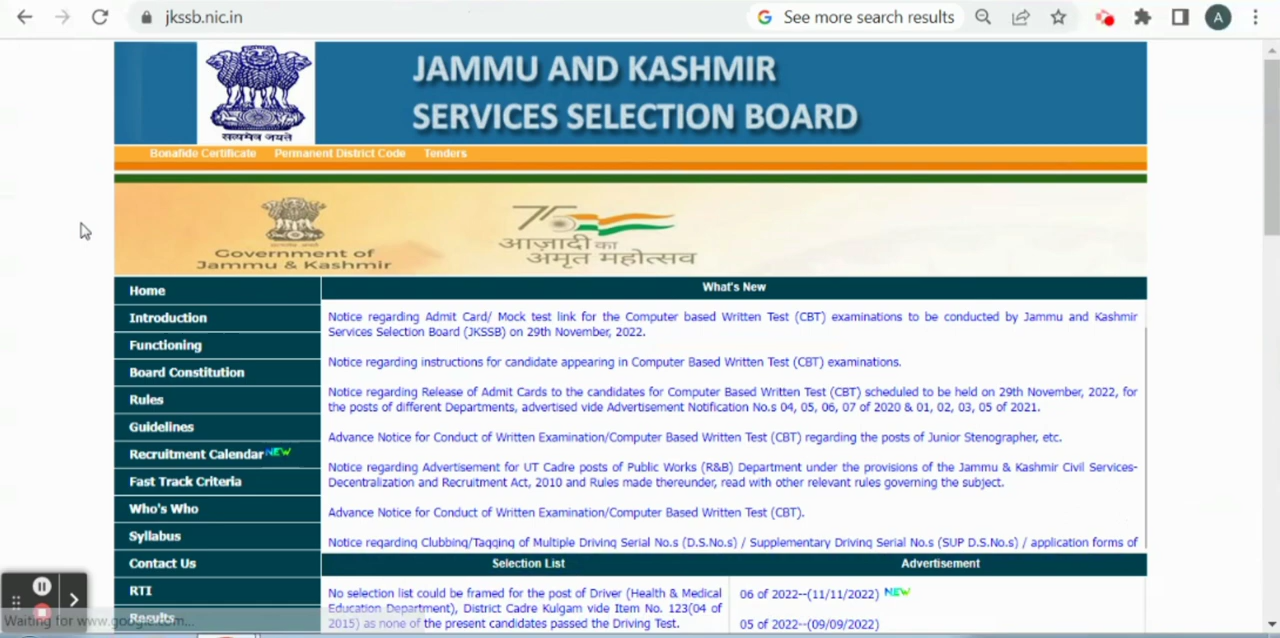 jkssb.nic.in
See more search results
A
JAMMU AND KASHMIR
SERVICES SELECTION BOARD
सत्यमेव जयते
Bonafide Certificate Permanent District Code Tenders
Government of
Jammu & Kashmir
75
आज़ादी का
अमृत महोत्सव
Home
Introduction
Functioning
Board Constitution
Rules
Guidelines
Recruitment Calendar NEW
Fast Track Criteria
Who's Who
Syllabus
Contact Us
RTI
Results
Waiting for www.google.com...
What's New
Notice regarding Admit Card/ Mock test link for the Computer based Written Test (CBT) examinations to be conducted by Jammu and Kashmir
Services Selection Board (JKSSB) on 29th November, 2022.
Notice regarding instructions for candidate appearing in Computer Based Written Test (CBT) examinations.
Notice regarding Release of Admit Cards to the candidates for Computer Based Written Test (CBT) scheduled to be held on 29th November, 2022, for
the posts of different Departments, advertised vide Advertisement Notification No.s 04, 05, 06, 07 of 2020 & 01, 02, 03, 05 of 2021.
Advance Notice for Conduct of Written Examination/Computer Based Written Test (CBT) regarding the posts of Junior Stenographer, etc.
Notice regarding Advertisement for UT Cadre posts of Public Works (R&B) Department under the provisions of the Jammu & Kashmir Civil Services-
Decentralization and Recruitment Act, 2010 and Rules made thereunder, read with other relevant rules governing the subject.
Advance Notice for Conduct of Written Examination/Computer Based Written Test (CBT).
Notice regarding Clubbing/Tagging of Multiple Driving Serial No.s (D.S.No.s) / Supplementary Driving Serial No.s (SUP D.S.No.s) / application forms of
Selection List
No selection list could be framed for the post of Driver (Health & Medical
Education Department), District Cadre Kulgam vide Item No. 123(04 of
2015) as none of the present candidates passed the Driving Test.
Advertisement
06 of 2022--(11/11/2022) NEW
05 of 2022--(09/09/2022)